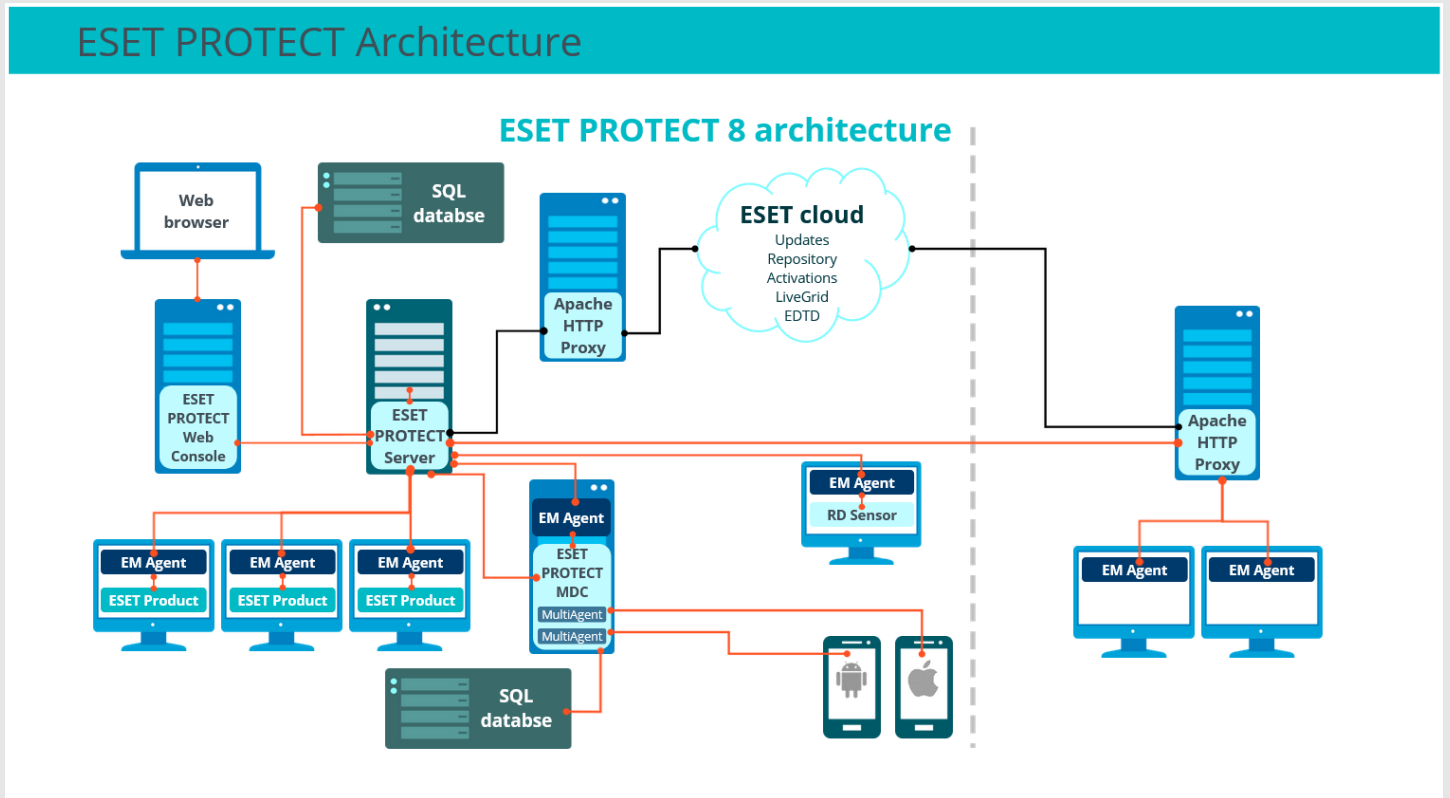 ESET PROTECT Architecture
ESET PROTECT 8 architecture
Web
browser
SQL
databse
ESET cloud
Updates
Repository
Activations
LiveGrid
EDTD
Apache
HTTP
Proxy
ESET
PROTECT
Web
Console
ESET
PROTECT
Server
Apache
HTTP
Proxy
EM Agent
RD Sensor
EM Agent
ESET
PROTECT
MDC
MultiAgent
MultiAgent
EM Agent
ESET Product
EM Agent
ESET Product
EM Agent
ESET Product
EM Agent
EM Agent
SQL
databse